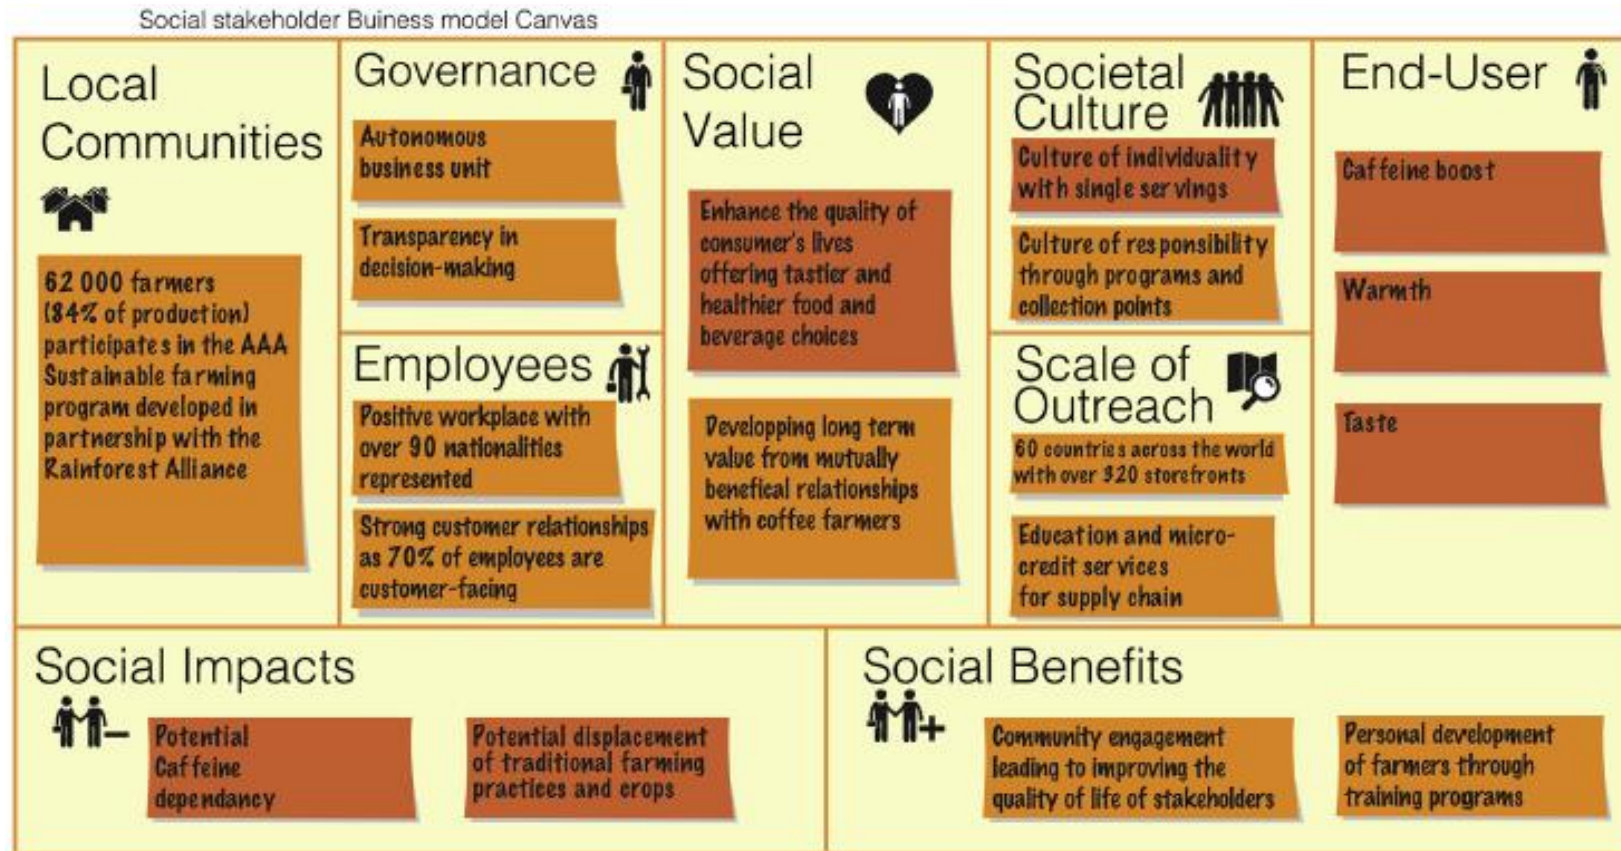 Social stakeholder Buiness model Canvas
Local
Communities
62 000 farmers
(84% of production)
participates in the AAA
Sustainable farming
program developed in
partnership with the
Rainforest Alliance
Governance
Autonomous
business unit
Transparency in
decision-making
Employees
Positive workplace with
over 90 nationalities
represented
Strong customer relationships
as 70% of employees are
customer-facing
Social
Value
Enhance the quality of
consumer's lives
offering tastier and
healthier food and
beverage choices
Developping long term
value from mutually
benefical relationships
with coffee farmers
Societal
Culture
Culture of individuality
with single servings
Culture of responsibility
through programs and
collection points
Scale of
Outreach
60 countries across the world
with over 320 storefronts
Education and micro-
credit services
for supply chain
End-User
Caffeine boost
Warmth
Taste
Social Impacts
Potential
Caffeine
dependancy
Potential displacement
of traditional farming
practices and crops
Social Benefits
Community engagement
leading to improving the
quality of life of stakeholders
Personal development
of farmers through
training programs